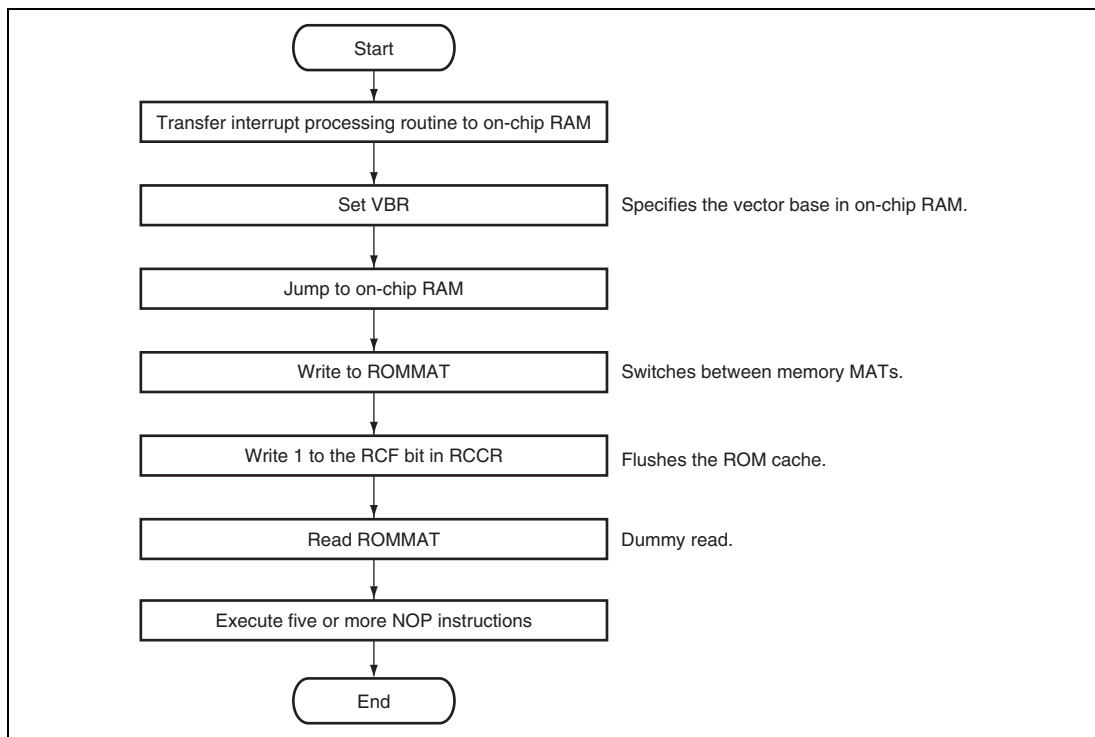 Start
Transfer interrupt processing routine to on-chip RAM
Set VBR
Specifies the vector base in on-chip RAM.
Jump to on-chip RAM
Write to ROMMAT
Switches between memory MATs.
Write 1 to the RCF bit in RCCR
Flushes the ROM cache.
Read ROMMAT
Dummy read.
Execute five or more NOP instructions
End